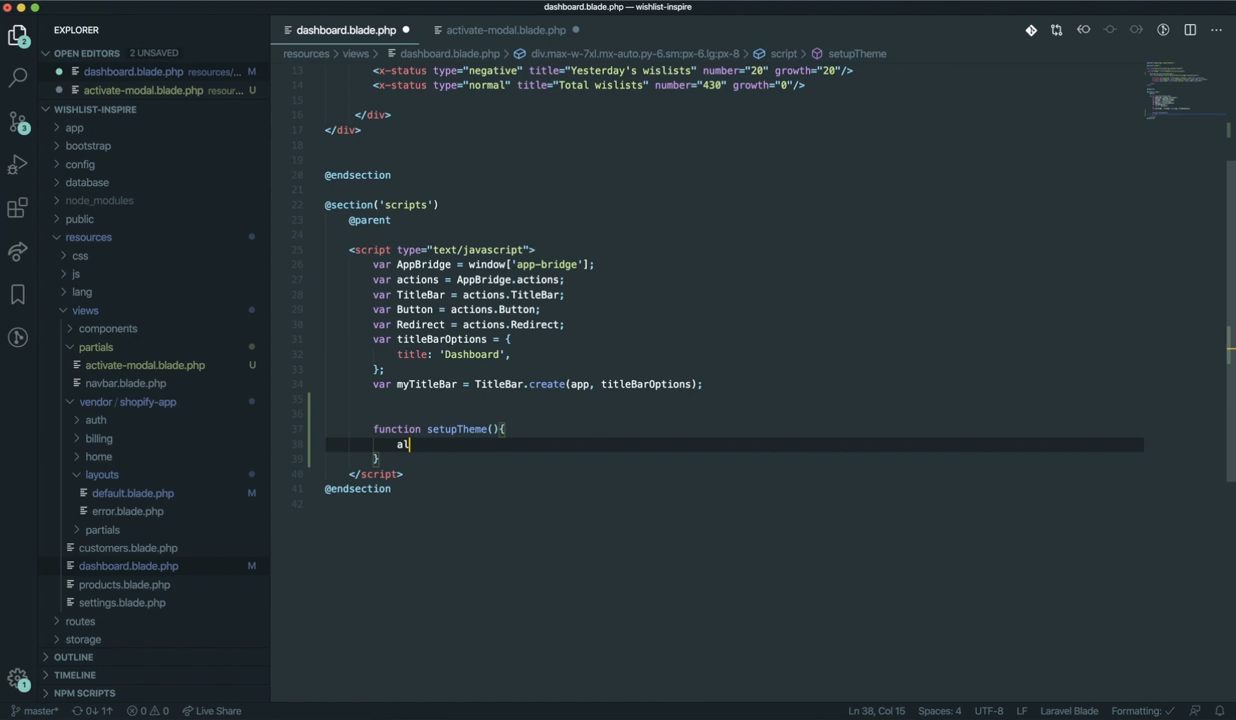 dashboard.blade.php — wishlist-inspire
EXPLORER
dashboard.blade.php
activate-modal.blade.php
OPEN EDITORS 2 UNSAVED
resources > views > dashboard.blade.php > div.max-w-7xl.mx-auto.py-6.sm:px-6.lg:px-8 > script > setupTheme
dashboard.blade.php resources/... M
activate-modal.blade.php resour... U
WISHLIST-INSPIRE
app
bootstrap
config
database
node_modules
public
resources
css
js
lang
views
components
partials
activate-modal.blade.php U
navbar.blade.php
vendor / shopify-app
auth
billing
home
layouts
default.blade.php M
error.blade.php
partials
customers.blade.php
dashboard.blade.php M
products.blade.php
settings.blade.php
routes
storage
OUTLINE
TIMELINE
NPM SCRIPTS
2
3
1
13 <x-status type="negative" title="Yesterday's wislists" number="20" growth="20"/>
14 <x-status type="normal" title="Total wislists" number="430" growth="0"/>
15
16 </div>
17 </div>
18
19
20 @endsection
21
22 @section('scripts')
23 @parent
24
25 <script type="text/javascript">
26 var AppBridge = window['app-bridge'];
27 var actions = AppBridge.actions;
28 var TitleBar = actions.TitleBar;
29 var Button = actions.Button;
30 var Redirect = actions.Redirect;
31 var titleBarOptions = {
32 title: 'Dashboard',
33 };
34 var myTitleBar = TitleBar.create(app, titleBarOptions);
35
36
37 function setupTheme(){
38 al
39 }
40 </script>
41 @endsection
42
master* 0↓ 1↑ 0 0 Live Share
Ln 38, Col 15 Spaces: 4 UTF-8 LF Laravel Blade Formatting: ✓